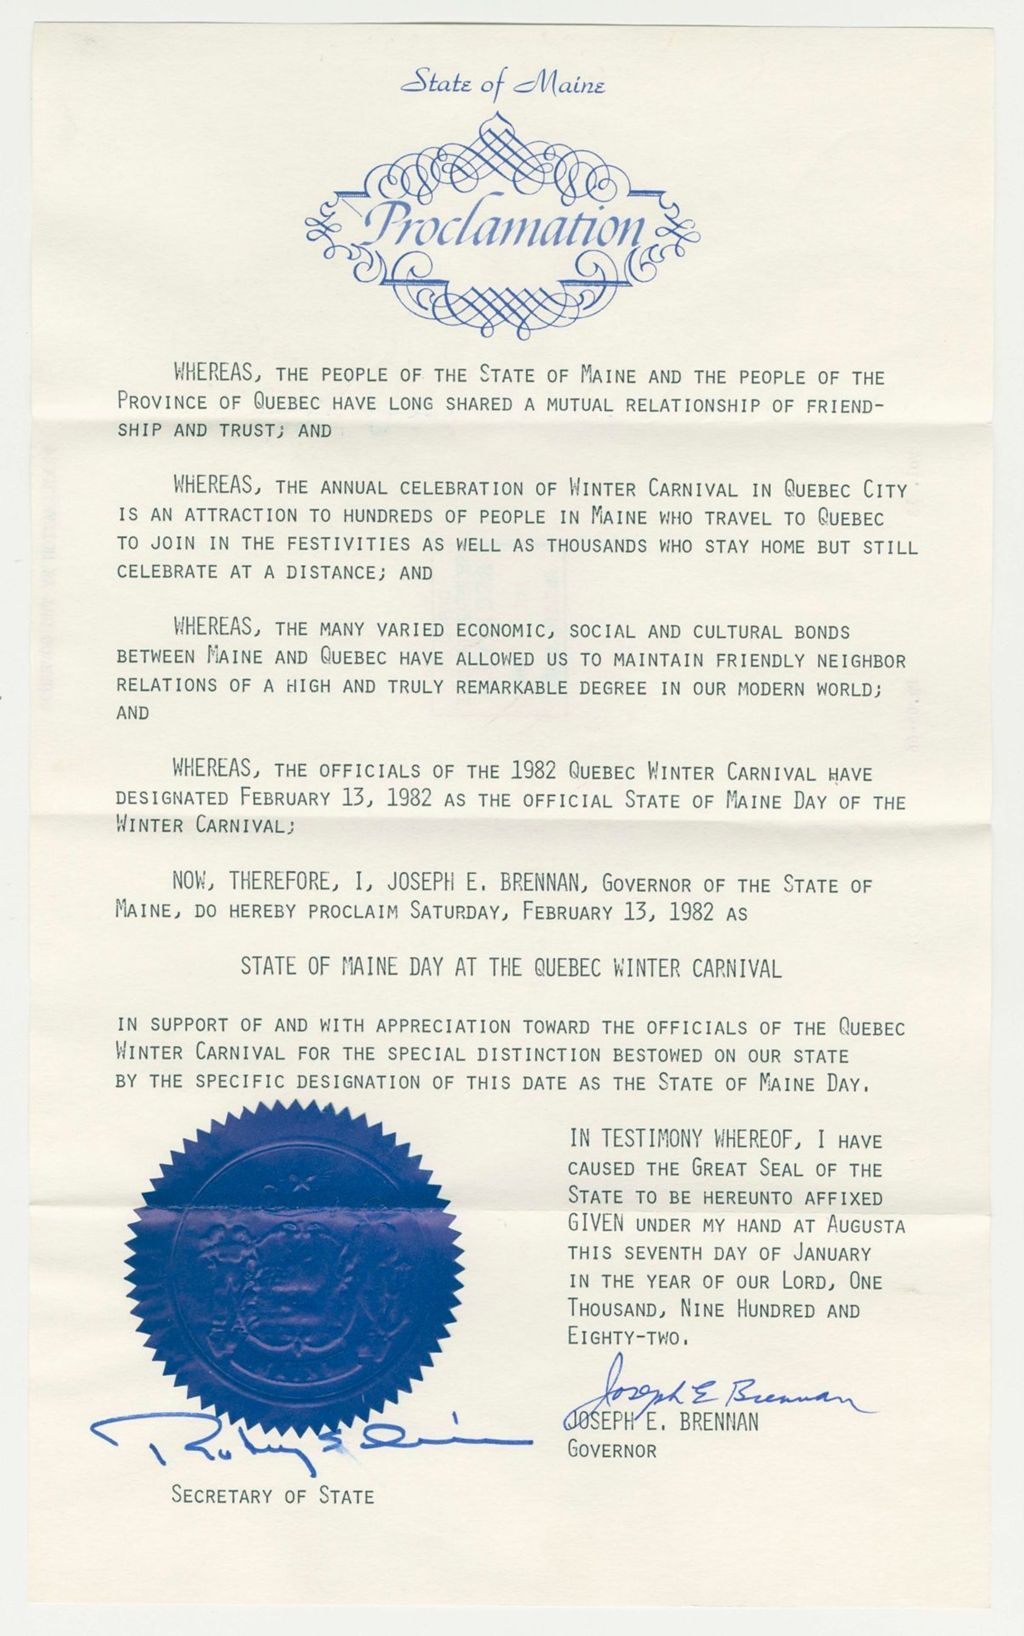 State of Maine
Proclamation
WHEREAS, THE PEOPLE OF THE STATE OF MAINE AND THE PEOPLE OF THE
PROVINCE OF QUEBEC HAVE LONG SHARED A MUTUAL RELATIONSHIP OF FRIEND-
SHIP AND TRUST; AND
WHEREAS, THE ANNUAL CELEBRATION OF WINTER CARNIVAL IN QUEBEC CITY
IS AN ATTRACTION TO HUNDREDS OF PEOPLE IN MAINE WHO TRAVEL TO QUEBEC
TO JOIN IN THE FESTIVITIES AS WELL AS THOUSANDS WHO STAY HOME BUT STILL
CELEBRATE AT A DISTANCE; AND
WHEREAS, THE MANY VARIED ECONOMIC, SOCIAL AND CULTURAL BONDS
BETWEEN MAINE AND QUEBEC HAVE ALLOWED US TO MAINTAIN FRIENDLY NEIGHBOR
RELATIONS OF A HIGH AND TRULY REMARKABLE DEGREE IN OUR MODERN WORLD;
AND
WHEREAS, THE OFFICIALS OF THE 1982 QUEBEC WINTER CARNIVAL HAVE
DESIGNATED FEBRUARY 13, 1982 AS THE OFFICIAL STATE OF MAINE DAY OF THE
WINTER CARNIVAL;
NOW, THEREFORE, I, JOSEPH E. BRENNAN, GOVERNOR OF THE STATE OF
MAINE, DO HEREBY PROCLAIM SATURDAY, FEBRUARY 13, 1982 AS
STATE OF MAINE DAY AT THE QUEBEC WINTER CARNIVAL
IN SUPPORT OF AND WITH APPRECIATION TOWARD THE OFFICIALS OF THE QUEBEC
WINTER CARNIVAL FOR THE SPECIAL DISTINCTION BESTOWED ON OUR STATE
BY THE SPECIFIC DESIGNATION OF THIS DATE AS THE STATE OF MAINE DAY.
IN TESTIMONY WHEREOF, I HAVE
CAUSED THE GREAT SEAL OF THE
STATE TO BE HEREUNTO AFFIXED
GIVEN UNDER MY HAND AT AUGUSTA
THIS SEVENTH DAY OF JANUARY
IN THE YEAR OF OUR LORD, ONE
THOUSAND, NINE HUNDRED AND
EIGHTY-TWO.
Joseph E Brennan
JOSEPH E. BRENNAN
GOVERNOR
SECRETARY OF STATE